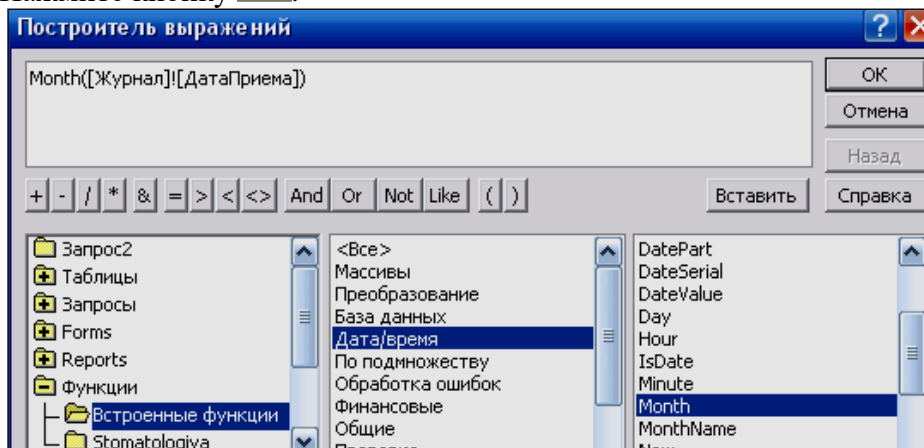 Построитель выражений
Month([Журнал]![ДатаПриема])
ОК
Отмена
Назад
+ - / * & = > < <> And Or Not Like ( ) Вставить Справка
Запрос2
Таблицы
Запросы
Forms
Reports
Функции
Встроенные функции
Stomatologiya
<Все>
Массивы
Преобразование
База данных
Дата/время
По подмножеству
Обработка ошибок
Финансовые
Общие
DatePart
DateSerial
DateValue
Day
Hour
IsDate
Minute
Month
MonthName